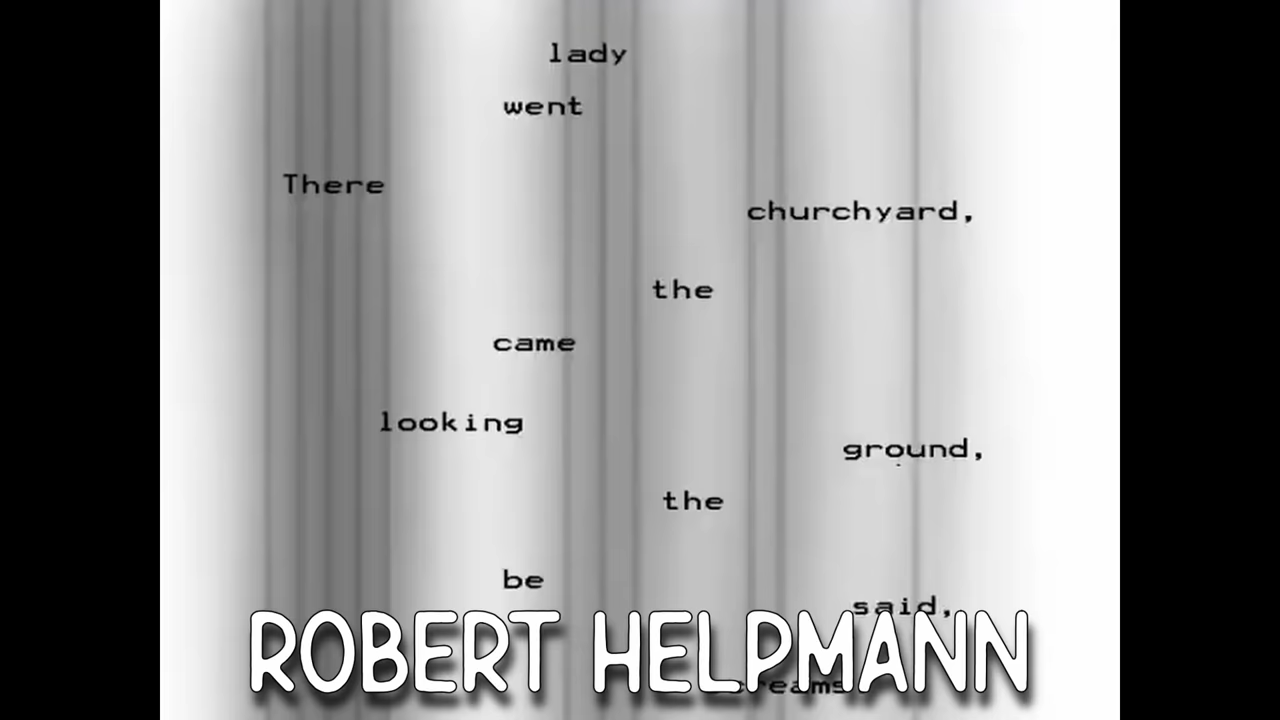 lady
went
There
churchyard,
the
came
looking
ground,
the
be
said,
ROBERT HELPMANN